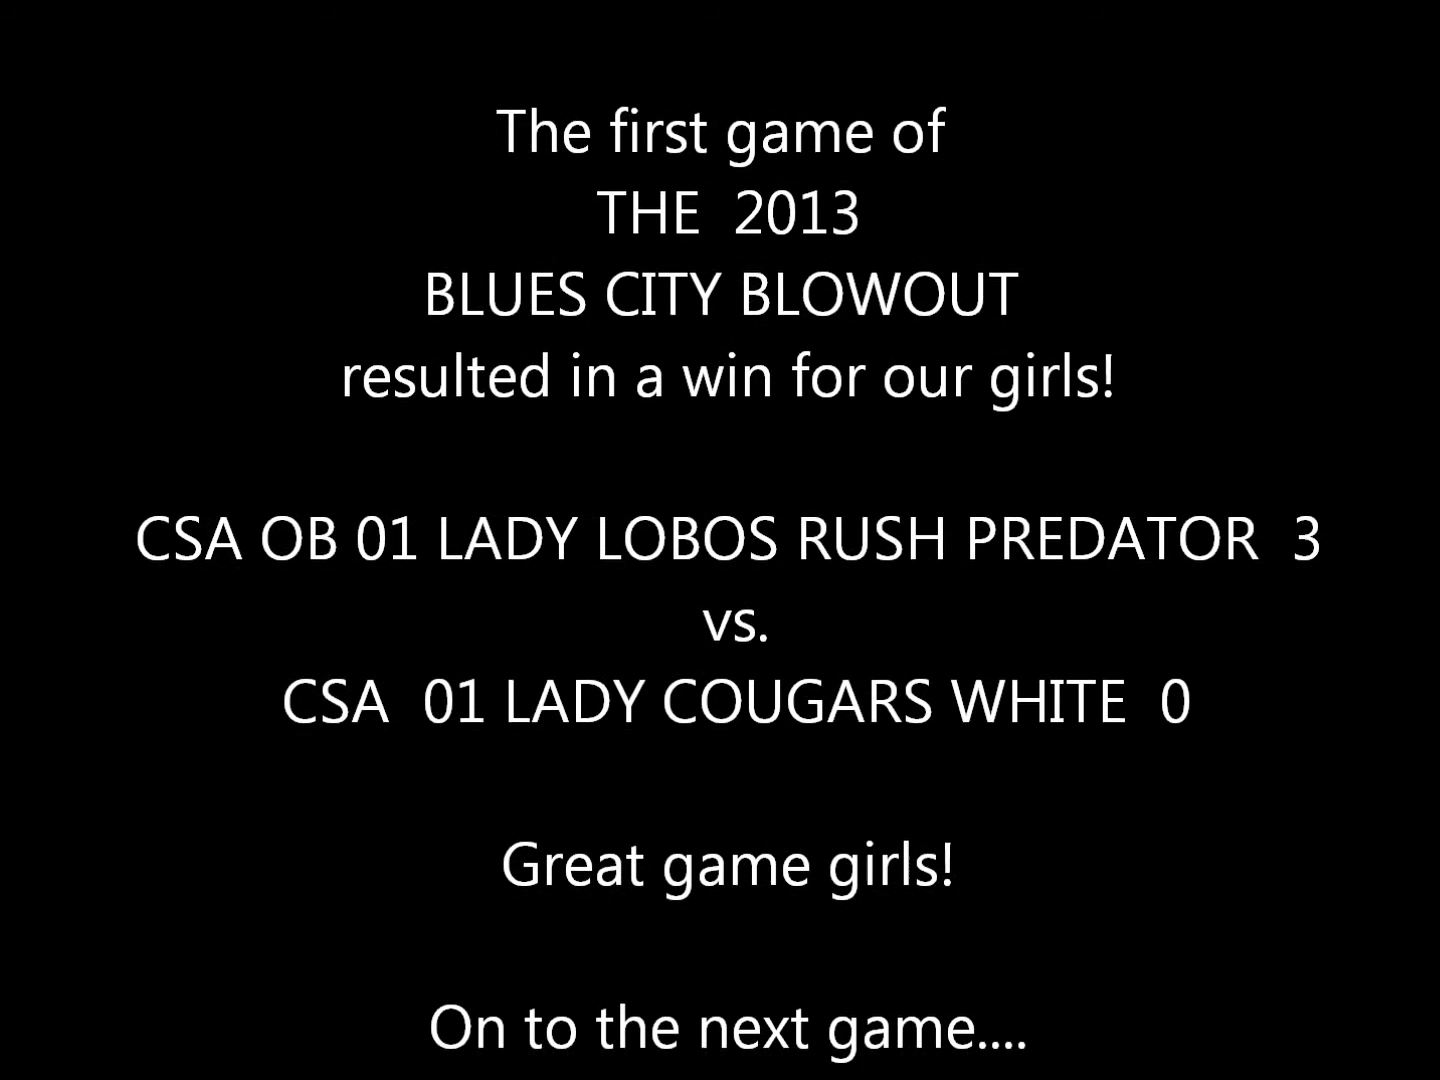 The first game of
THE 2013
BLUES CITY BLOWOUT
resulted in a win for our girls!
CSA OB 01 LADY LOBOS RUSH PREDATOR 3
vs.
CSA 01 LADY COUGARS WHITE 0
Great game girls!
On to the next game....